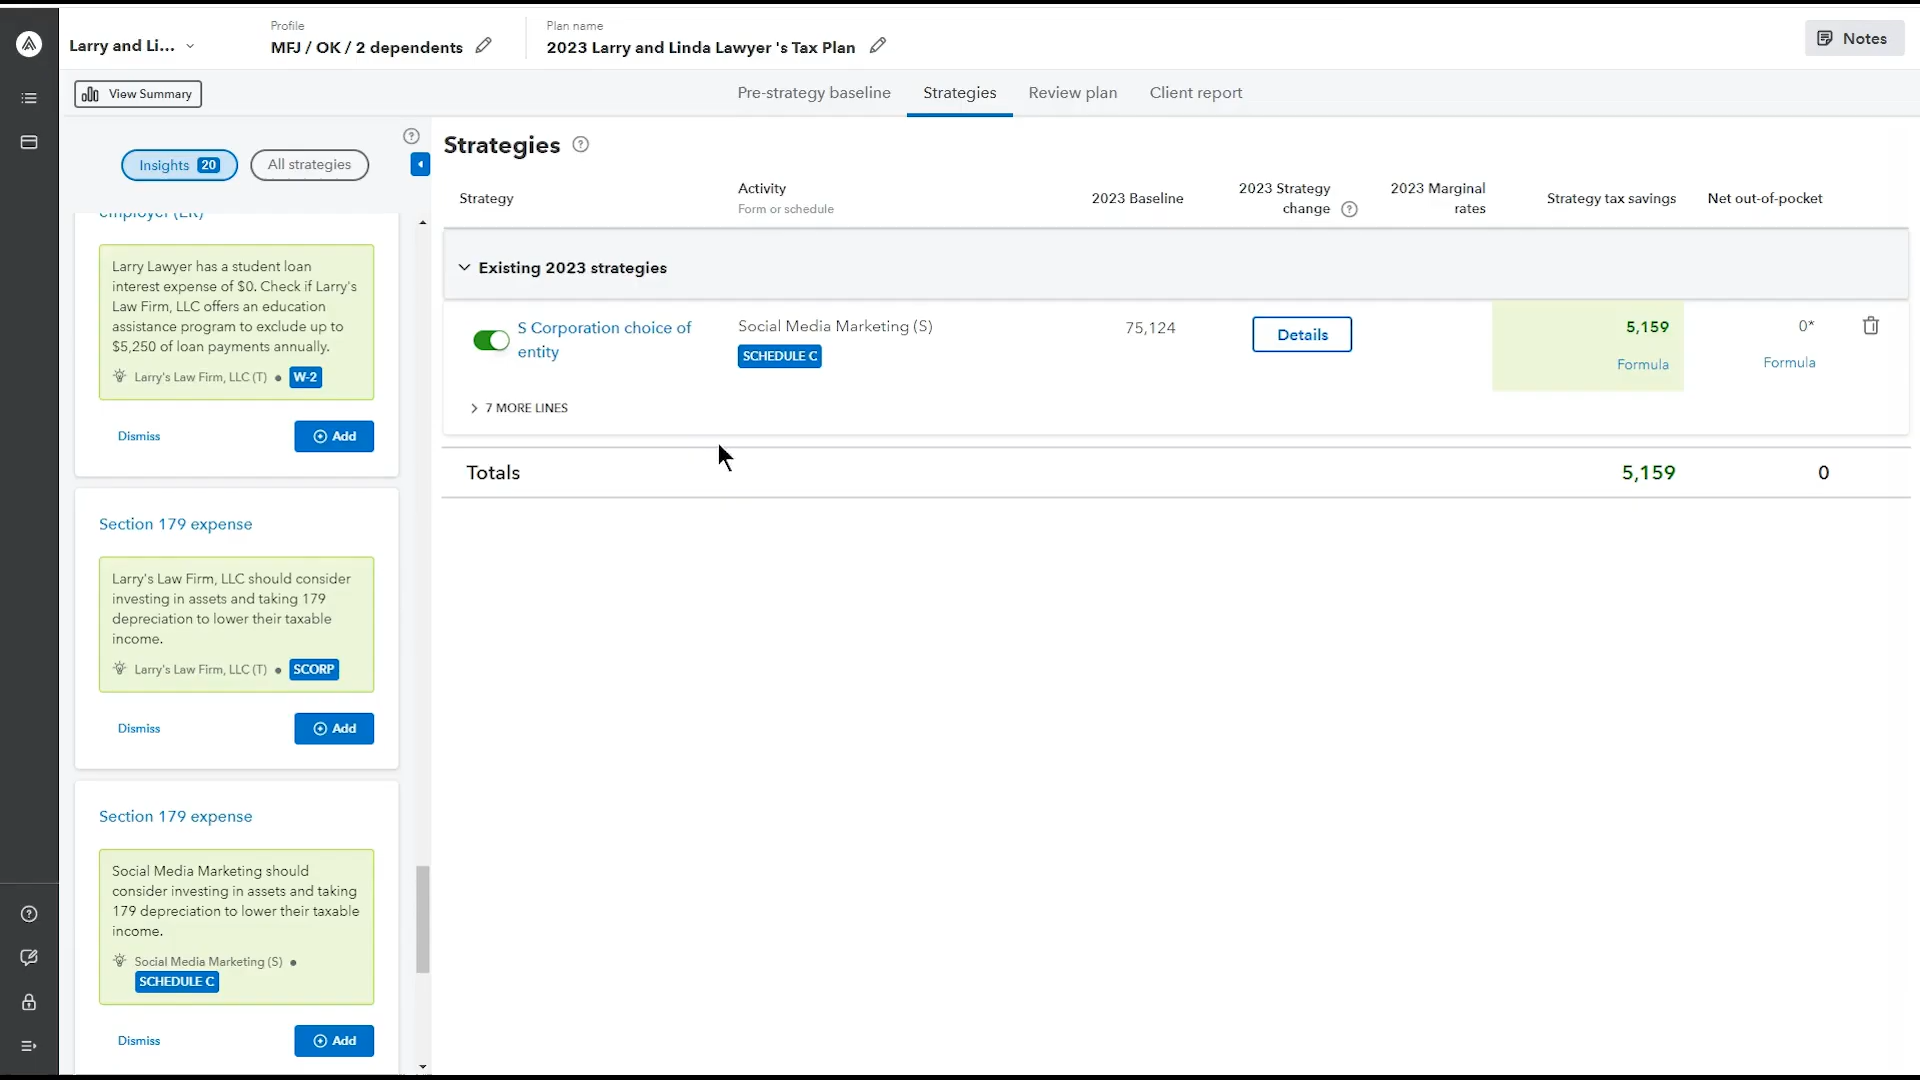 Larry and Li...
Profile
MFJ / OK / 2 dependents
Plan name
2023 Larry and Linda Lawyer 's Tax Plan
Notes
View Summary
Pre-strategy baseline
Strategies
Review plan
Client report
Insights 20
All strategies
employer (ER)
Larry Lawyer has a student loan
interest expense of $0. Check if Larry's
Law Firm, LLC offers an education
assistance program to exclude up to
$5,250 of loan payments annually.
Larry's Law Firm, LLC (T) • W-2
Dismiss
Add
Section 179 expense
Larry's Law Firm, LLC should consider
investing in assets and taking 179
depreciation to lower their taxable
income.
Larry's Law Firm, LLC (T) • SCORP
Dismiss
Add
Section 179 expense
Social Media Marketing should
consider investing in assets and taking
179 depreciation to lower their taxable
income.
Social Media Marketing (S) •
SCHEDULE C
Dismiss
Add
Strategies
Strategy
Activity
Form or schedule
2023 Baseline
2023 Strategy
change
2023 Marginal
rates
Strategy tax savings
Net out-of-pocket
Existing 2023 strategies
S Corporation choice of
entity
Social Media Marketing (S)
SCHEDULE C
75,124
Details
5,159
Formula
0*
Formula
7 MORE LINES
Totals
5,159
0